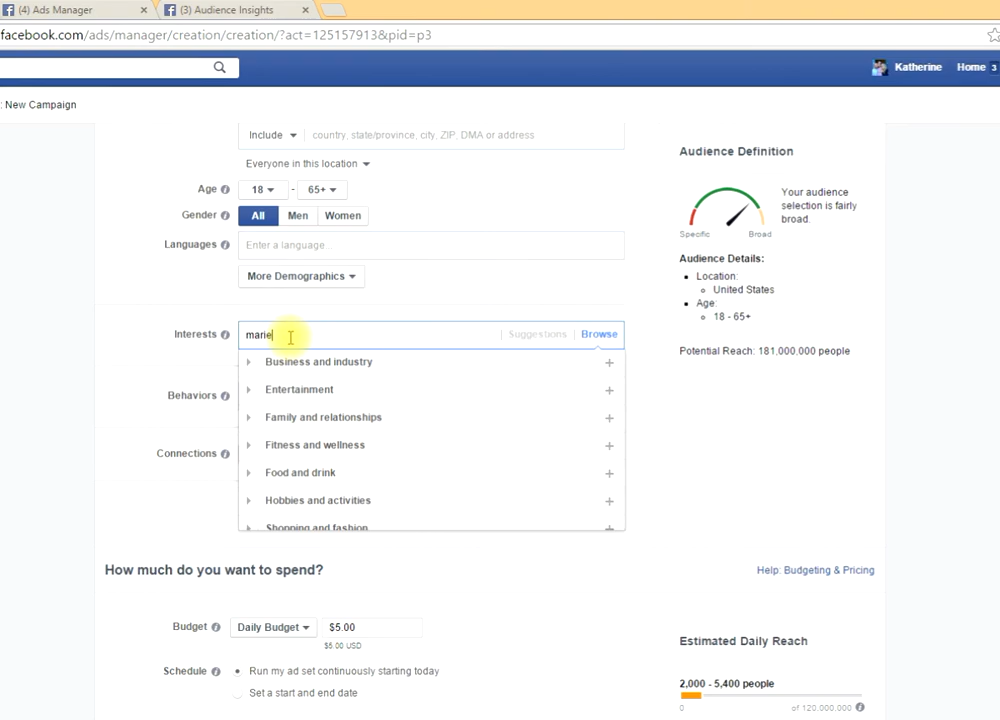 (4) Ads Manager
(3) Audience Insights
facebook.com/ads/manager/creation/creation/?act=125157913&pid=p3
Katherine Home 3
: New Campaign
Include country, state/province, city, ZIP, DMA or address
Everyone in this location
Age 18 - 65+
Gender All Men Women
Languages Enter a language...
More Demographics
Interests marie Suggestions Browse
Business and industry
Entertainment
Family and relationships
Behaviors
Fitness and wellness
Connections
Food and drink
Hobbies and activities
Shopping and fashion
Audience Definition
Your audience
selection is fairly
broad.
Specific Broad
Audience Details:
Location:
United States
Age:
18 - 65+
Potential Reach: 181,000,000 people
How much do you want to spend?
Help: Budgeting & Pricing
Budget Daily Budget $5.00
$5.00 USD
Schedule Run my ad set continuously starting today
Set a start and end date
Estimated Daily Reach
2,000 - 5,400 people
0 of 120,000,000